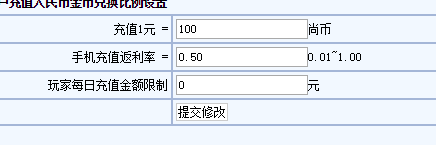 户充值人民币金币兑换比例设置
充值1元 = 100 尚币
手机充值返利率 = 0.50 0.01~1.00
玩家每日充值金额限制 0 元
提交修改